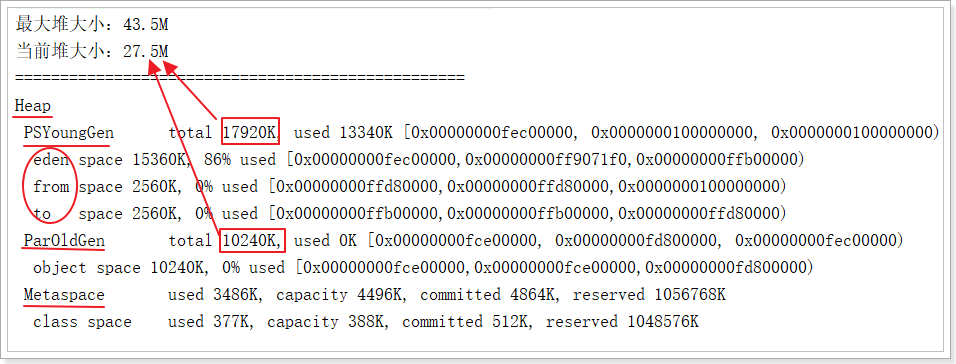 最大堆大小：43.5M
当前堆大小：27.5M
==================================================
Heap
PSYoungGen total 17920K, used 13340K [0x00000000fec00000, 0x0000000100000000, 0x0000000100000000)
eden space 15360K, 86% used [0x00000000fec00000,0x00000000ff9071f0,0x00000000ffb00000)
from space 2560K, 0% used [0x00000000ffd80000,0x00000000ffd80000,0x0000000100000000)
to space 2560K, 0% used [0x00000000ffb00000,0x00000000ffb00000,0x00000000ffd80000)
ParOldGen total 10240K, used 0K [0x00000000fce00000, 0x00000000fd800000, 0x00000000fec00000)
object space 10240K, 0% used [0x00000000fce00000,0x00000000fce00000,0x00000000fd800000)
Metaspace used 3486K, capacity 4496K, committed 4864K, reserved 1056768K
class space used 377K, capacity 388K, committed 512K, reserved 1048576K